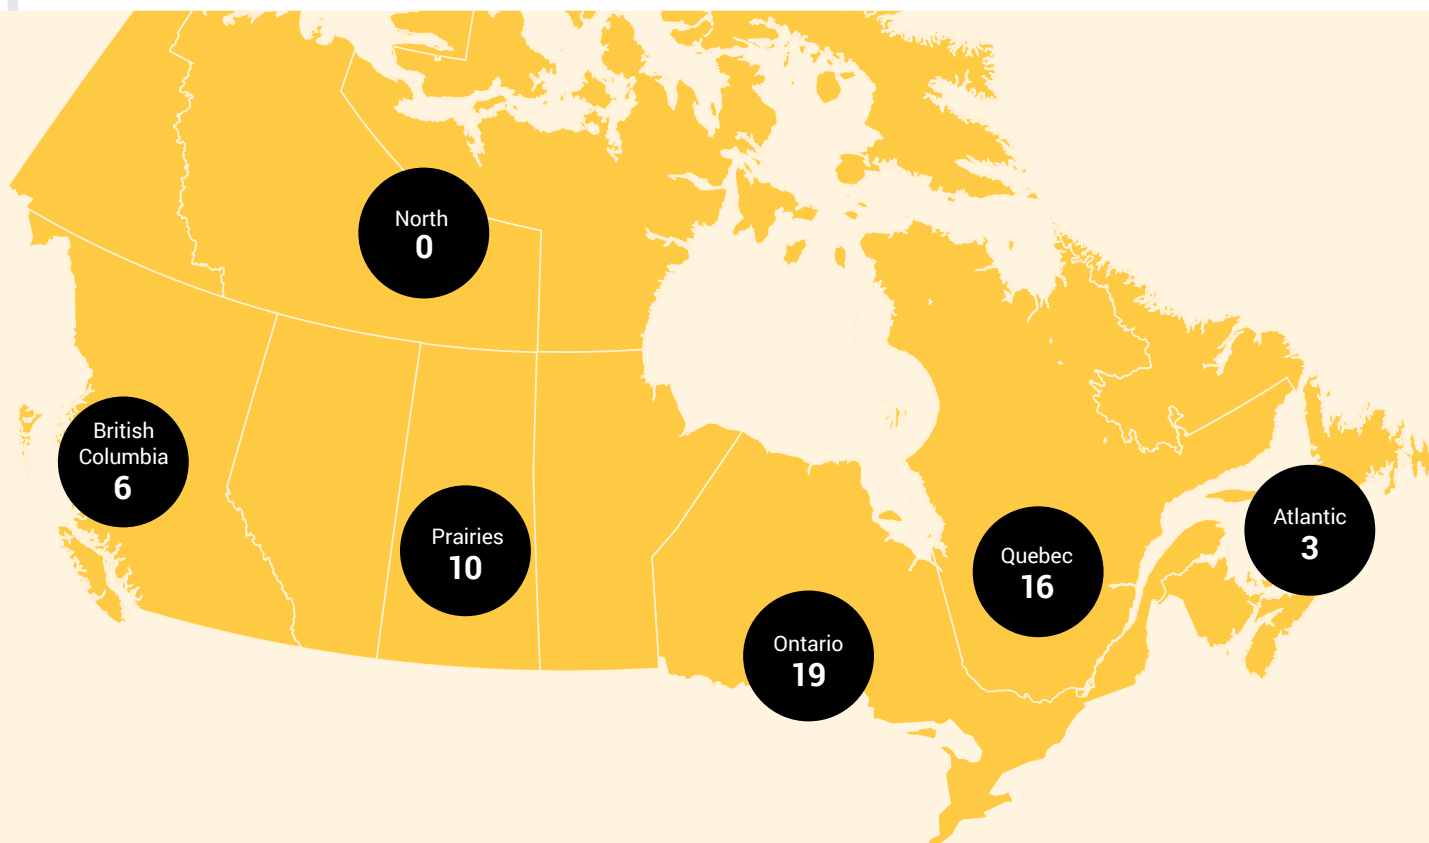 North
0
British
Columbia
6
Prairies
10
Ontario
19
Quebec
16
Atlantic
3